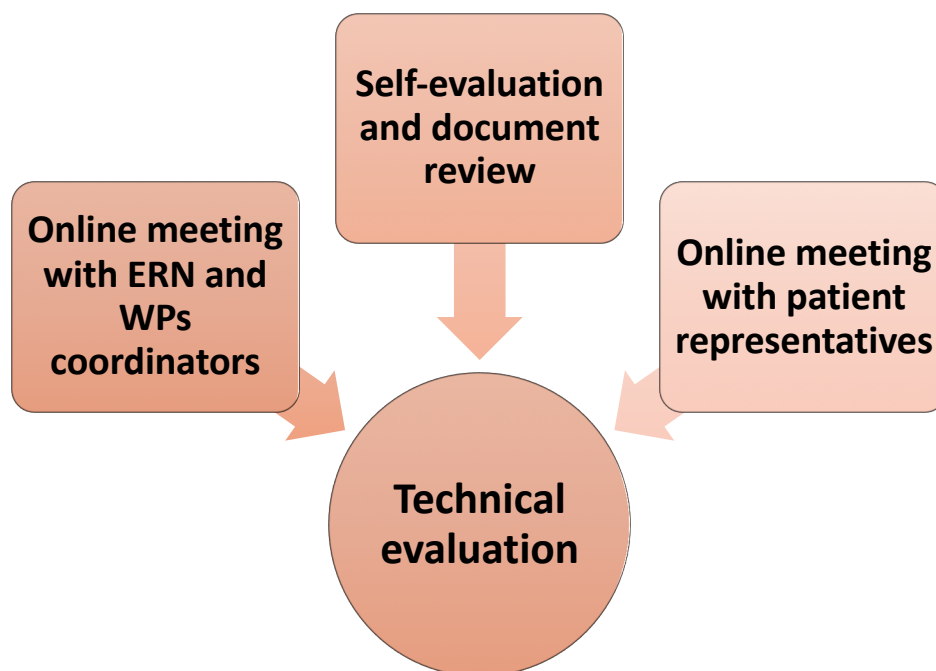 Self-evaluation
and document
review
Online meeting
with ERN and
WPs
coordinators
Online meeting
with patient
representatives
Technical
evaluation